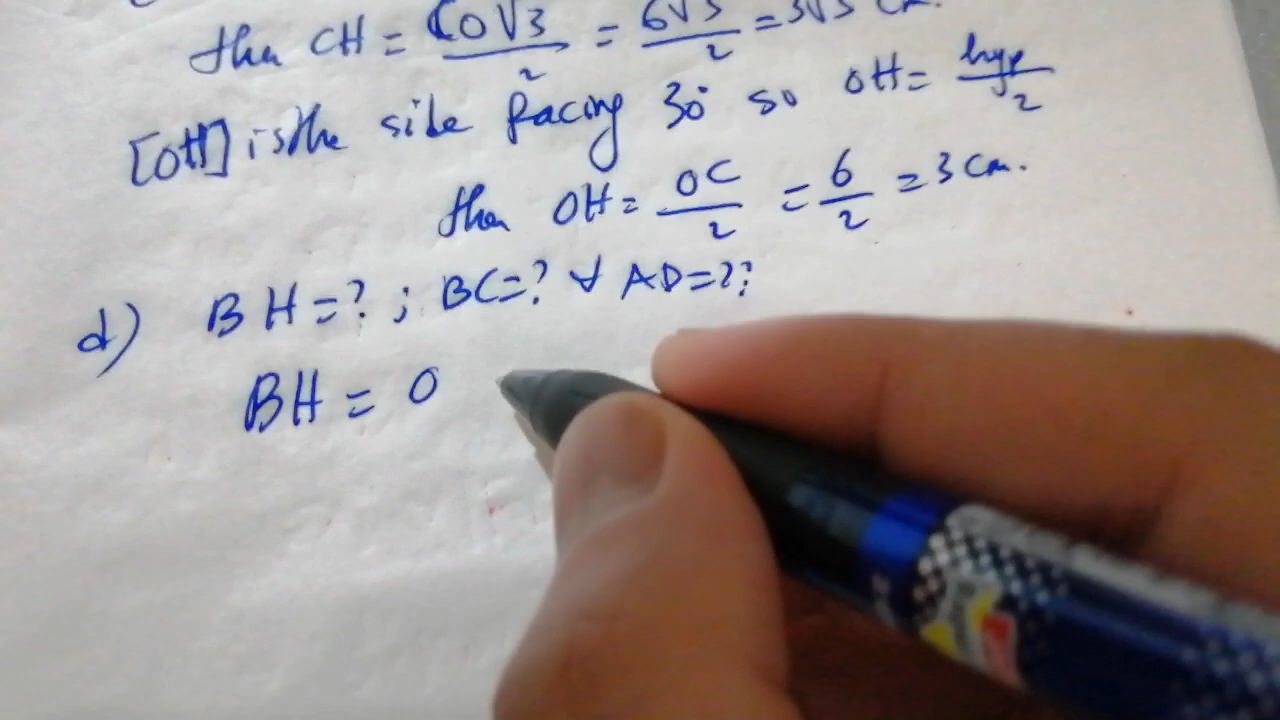 then CH = CO√3/2 = 6√3/2 = 3√3 cm.
[OH] is the side facing 30° so OH = hyp/2
then OH = OC/2 = 6/2 = 3 cm.
d) BH = ? ; BC = ? ∀ AD = ??
BH = O